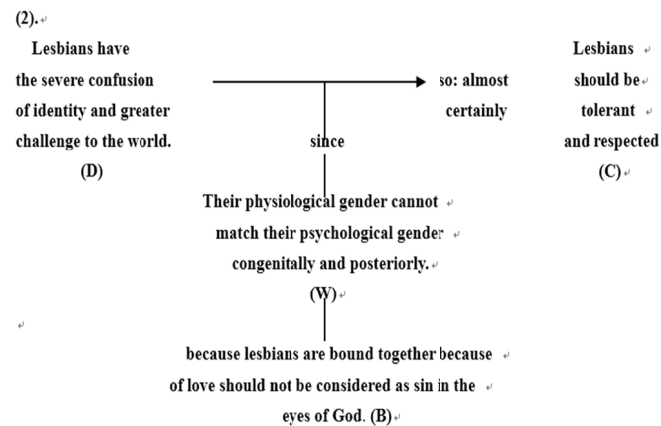 (2).
Lesbians have
the severe confusion
of identity and greater
challenge to the world.
(D)
so: almost
certainly
Lesbians
should be
tolerant
and respected
(C)
since
Their physiological gender cannot
match their psychological gender
congenitally and posteriorly.
(W)
because lesbians are bound together because
of love should not be considered as sin in the
eyes of God. (B)